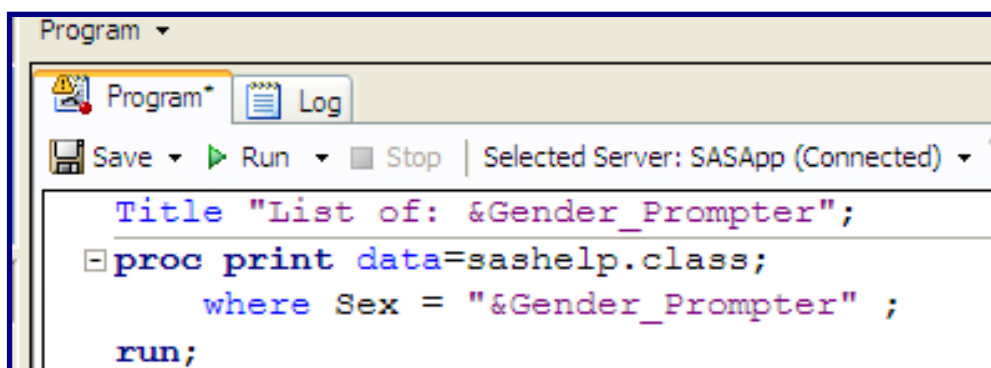 Program
Program* Log
Save Run Stop Selected Server: SASApp (Connected)
Title "List of: &Gender_Prompter";
proc print data=sashelp.class;
where Sex = "&Gender_Prompter" ;
run;